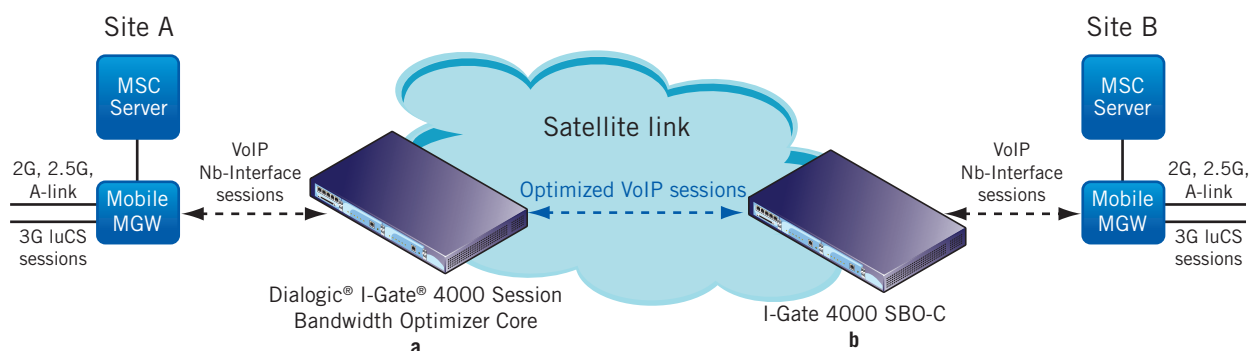 Site A
Site B
MSC
Server
MSC
Server
Satellite link
2G, 2.5G,
A-link
Mobile
MGW
3G luCS
sessions
VoIP
Nb-Interface
sessions
Optimized VoIP sessions
VoIP
Nb-Interface
sessions
Mobile
MGW
2G, 2.5G,
A-link
3G luCS
sessions
Dialogic® I-Gate® 4000 Session
Bandwidth Optimizer Core
a
I-Gate 4000 SBO-C
b